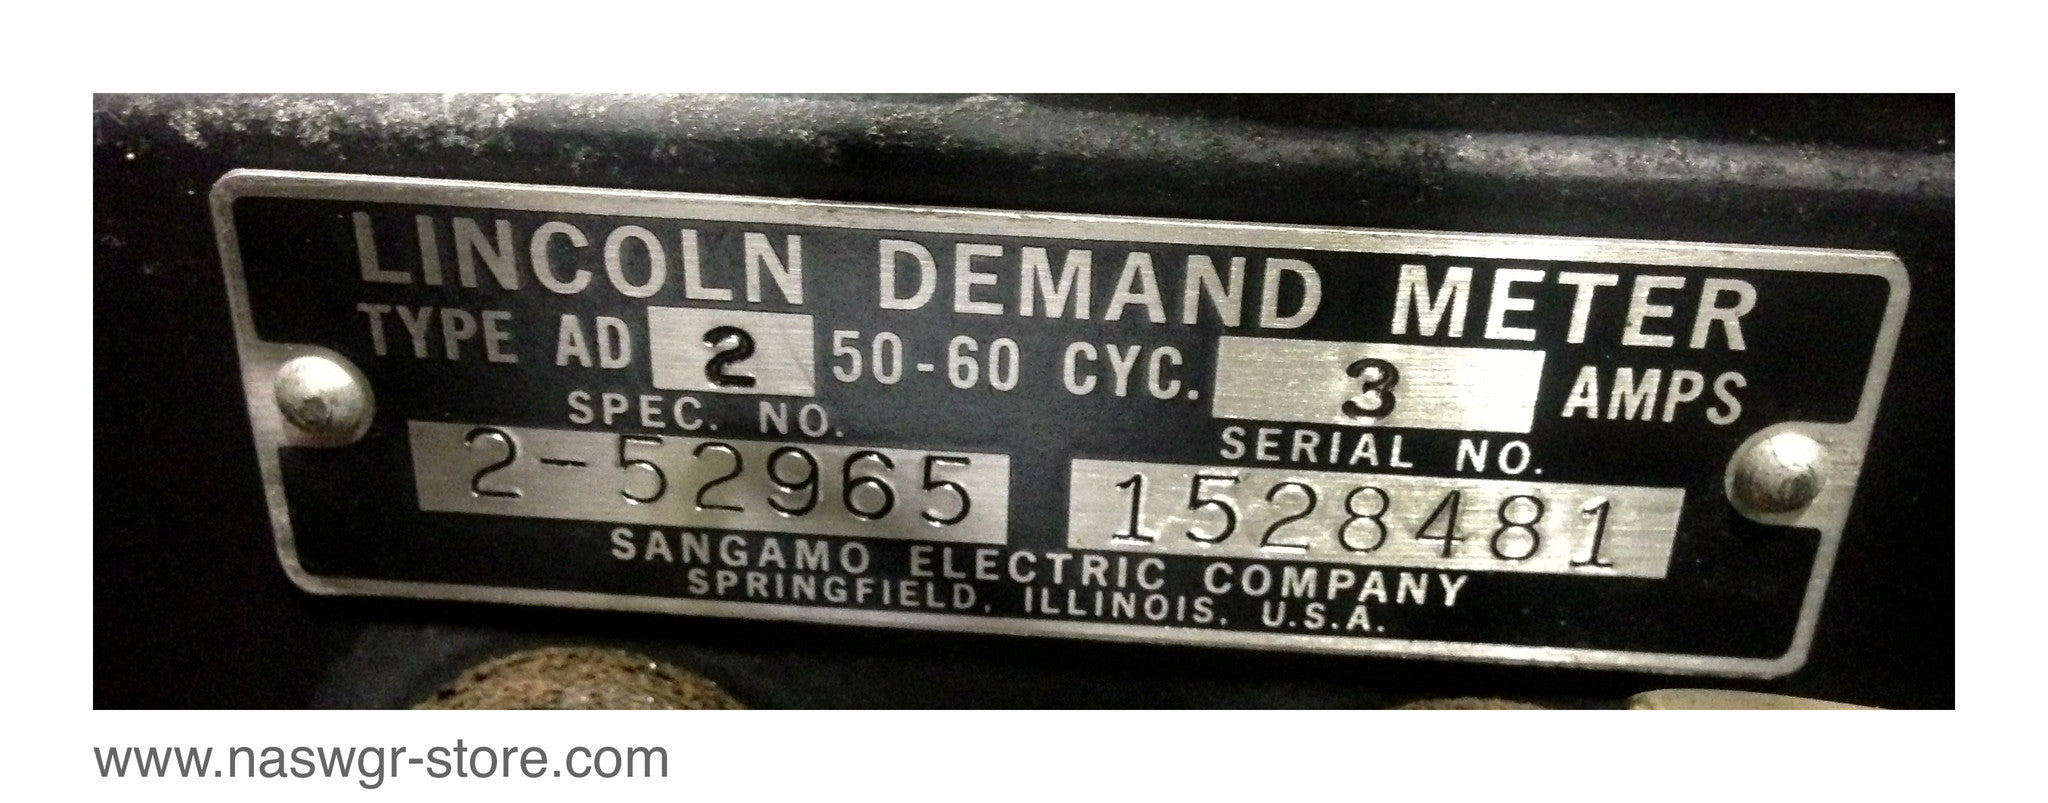 LINCOLN DEMAND METER
TYPE AD 2 50-60 CYC. 3 AMPS
SPEC. NO. SERIAL NO.
2-52965 1528481
SANGAMO ELECTRIC COMPANY
SPRINGFIELD, ILLINOIS, U.S.A.
www.naswgr-store.com